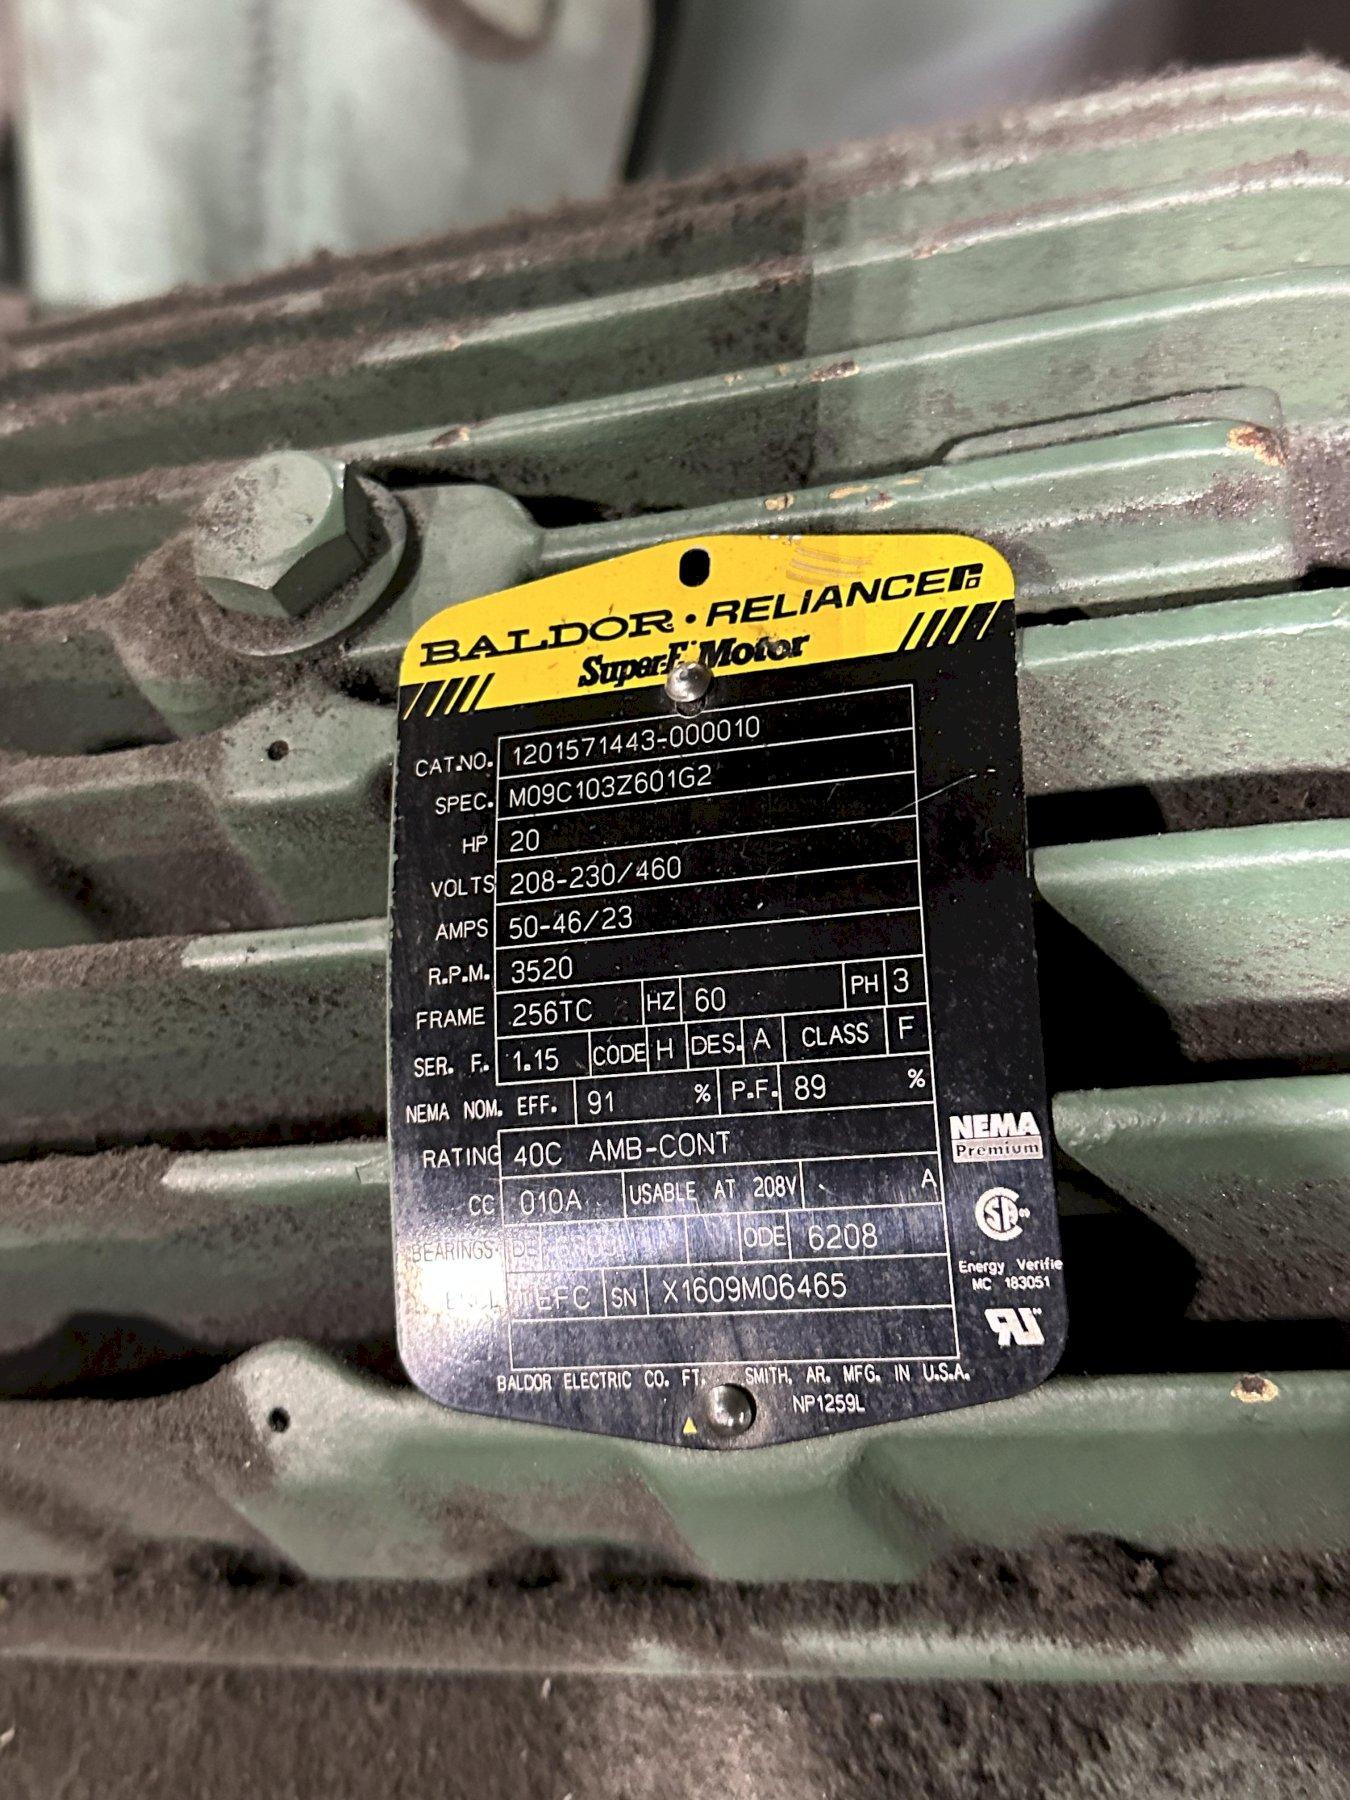 BALDOR • RELIANCE
Super-E Motor
CAT.NO. 1201571443-000010
SPEC. M09C103Z601G2
HP 20
VOLTS 208-230/460
AMPS 50-46/23
R.P.M. 3520
FRAME 256TC HZ 60 PH 3
SER. F. 1.15 CODE H DES. A CLASS F
NEMA NOM. EFF. 91 % P.F. 89 %
RATING 40C AMB-CONT
NEMA
Premium
CC 010A USABLE AT 208V A
SA
BEARINGS DE ODE 6208
Energy Verifie
MC 183051
SN X1609M06465
BALDOR ELECTRIC CO. FT. SMITH, AR. MFG. IN U.S.A.
NP1259L